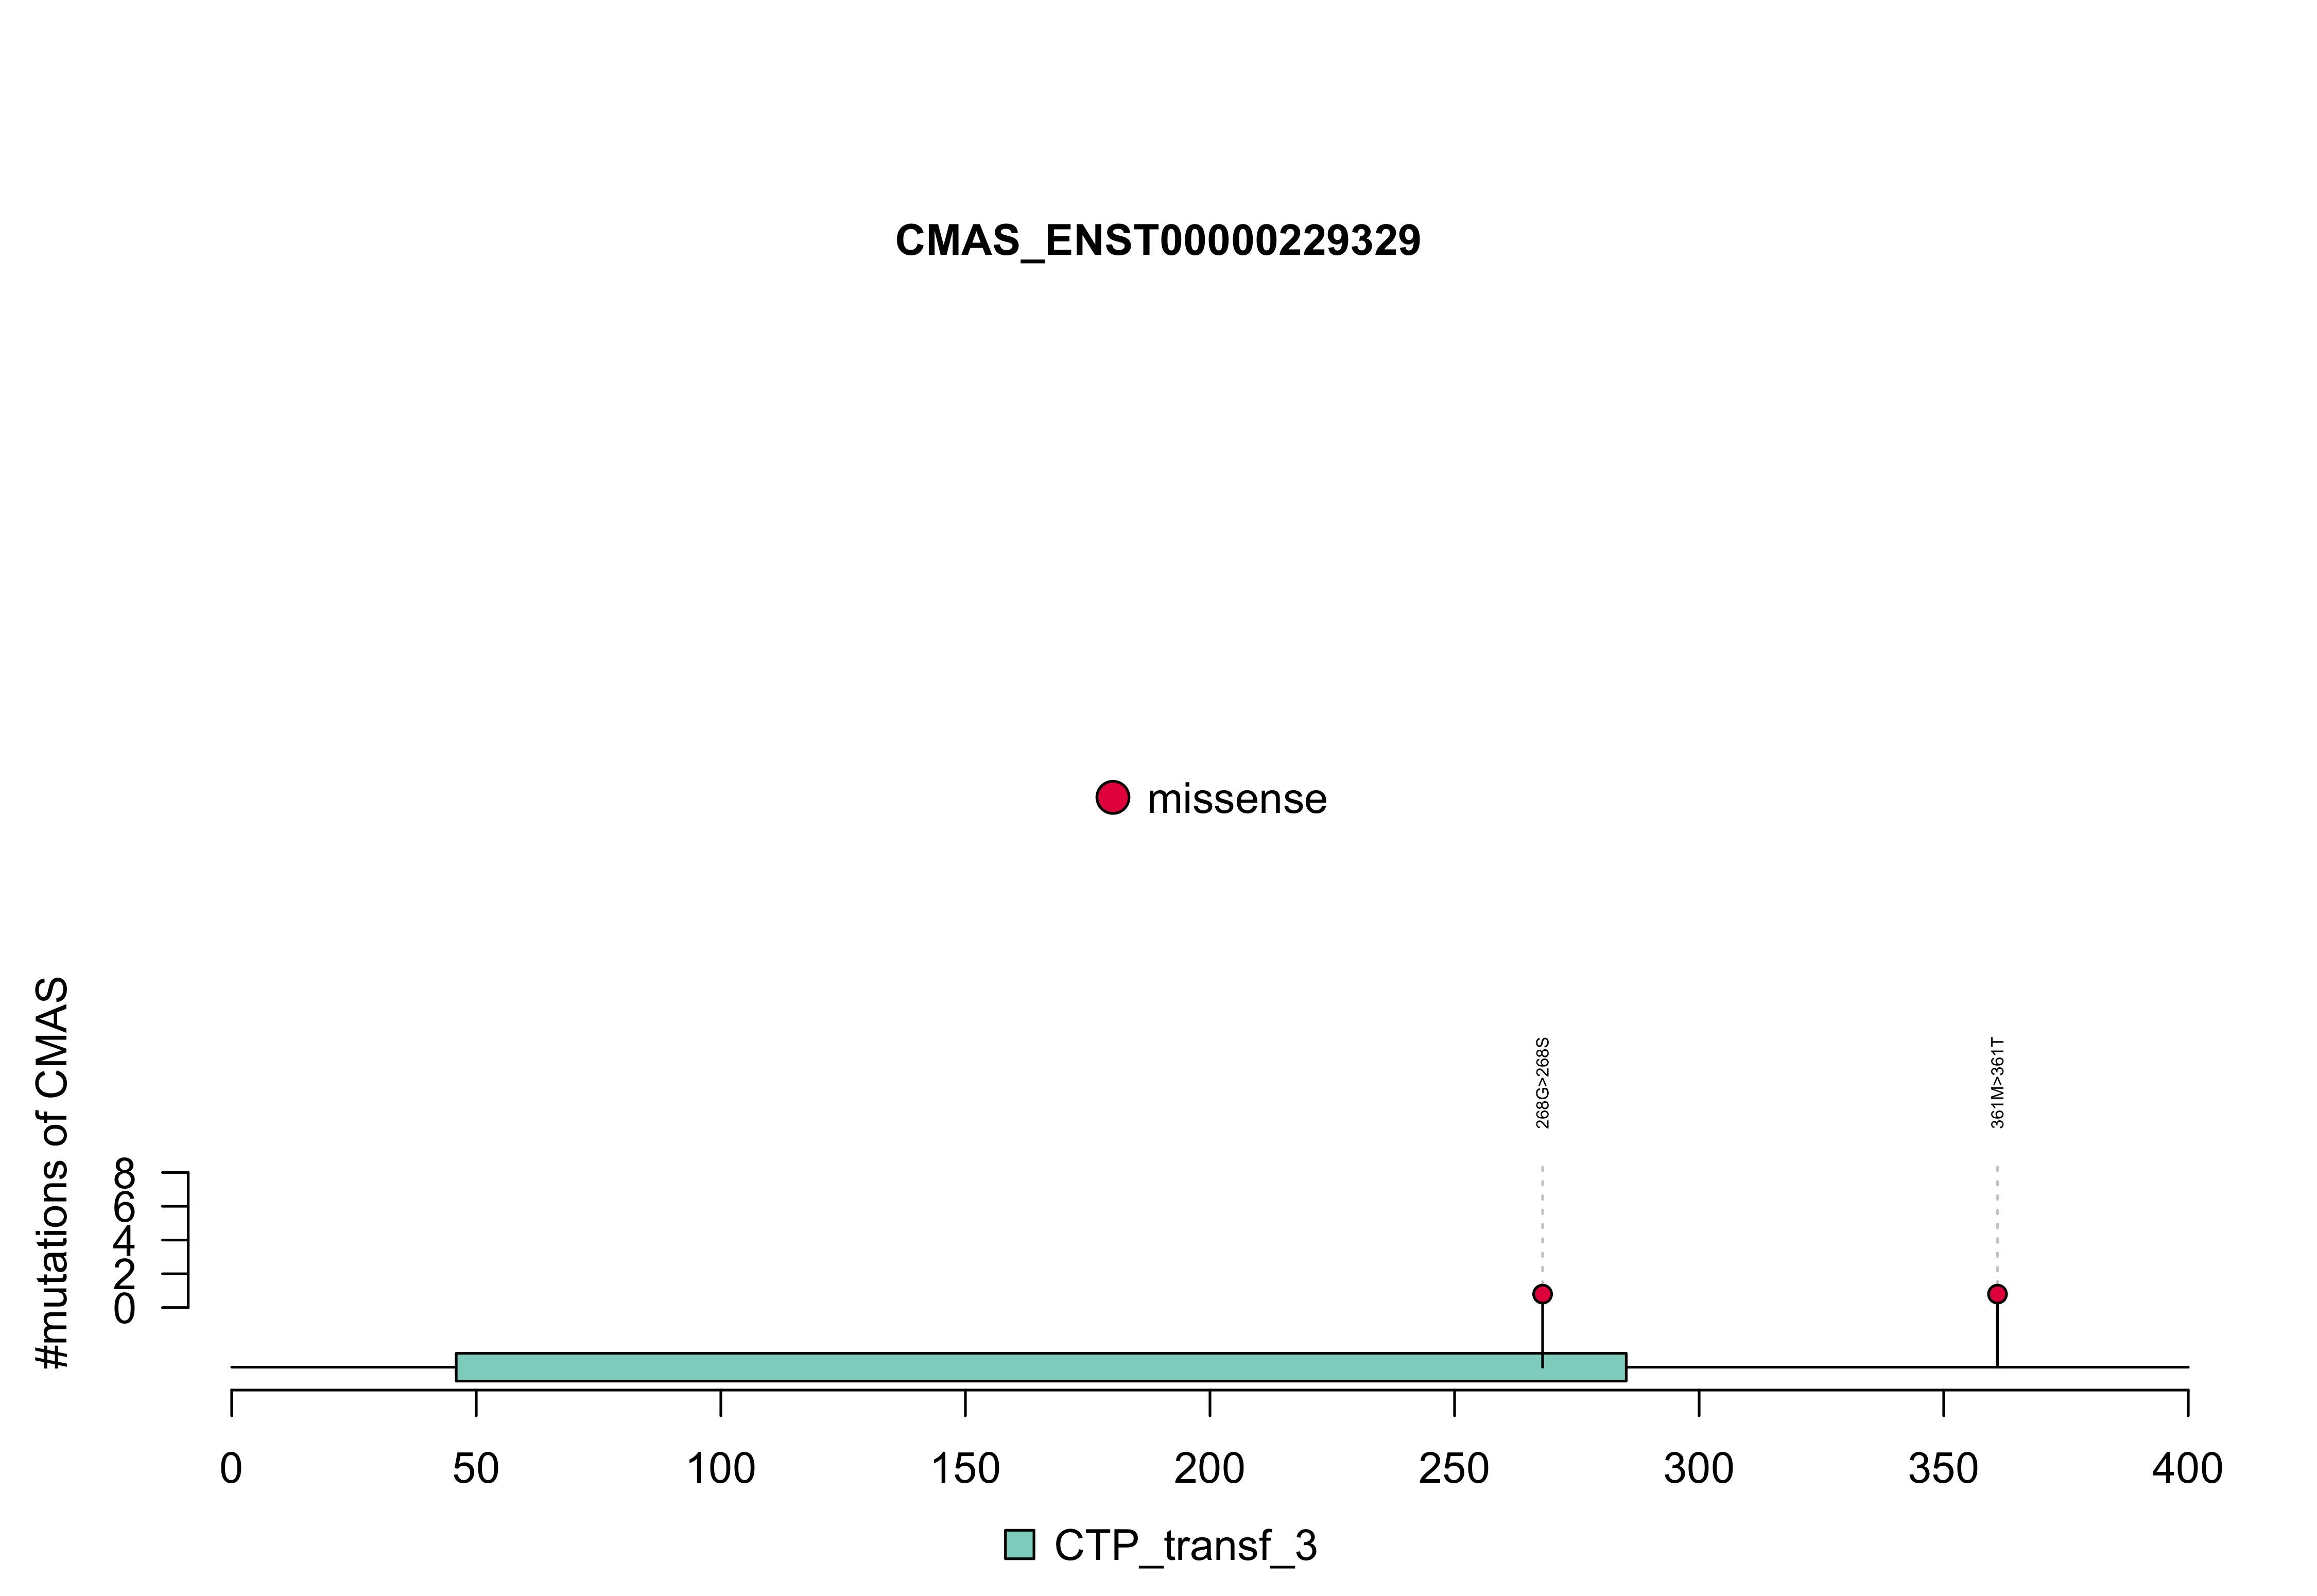 CMAS_ENST00000229329
missense
#mutations of CMAS
268G>268S
361M>361T
8
6
4
2
0
0 50 100 150 200 250 300 350 400
CTP_transf_3